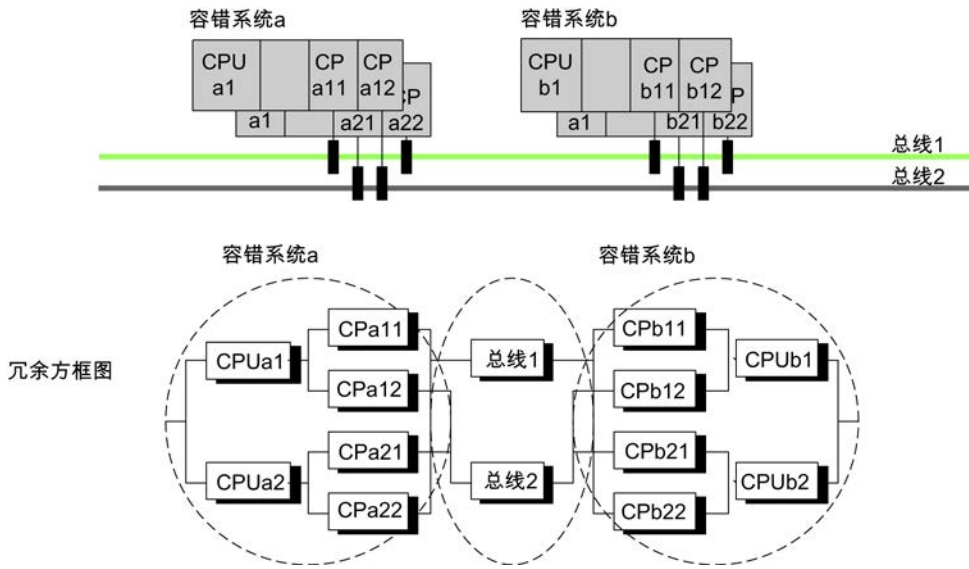 容错系统a
容错系统b
CPU
a1
CP
a11
CP
a12
CPU
b1
CP
b11
CP
b12
CP
a1
a21
a22
P
a1
b21
b22
总线1
总线2
容错系统a
容错系统b
冗余方框图
CPUa1
CPa11
CPa12
总线1
CPb11
CPb12
CPUb1
CPUa2
CPa21
CPa22
总线2
CPb21
CPb22
CPUb2